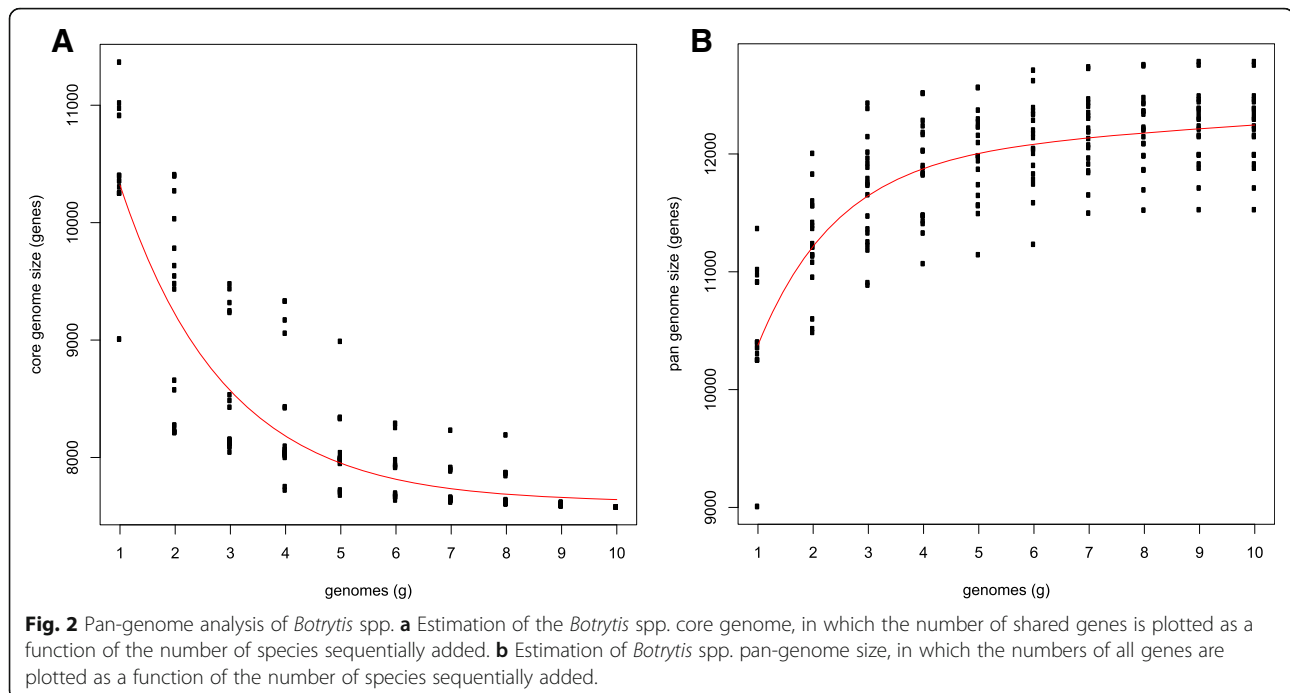 A
core genome size (genes)
11000
10000
9000
8000
1 2 3 4 5 6 7 8 9 10
genomes (g)
B
pan genome size (genes)
12000
11000
10000
9000
1 2 3 4 5 6 7 8 9 10
genomes (g)
Fig. 2 Pan-genome analysis of Botrytis spp. a Estimation of the Botrytis spp. core genome, in which the number of shared genes is plotted as a
function of the number of species sequentially added. b Estimation of Botrytis spp. pan-genome size, in which the numbers of all genes are
plotted as a function of the number of species sequentially added.